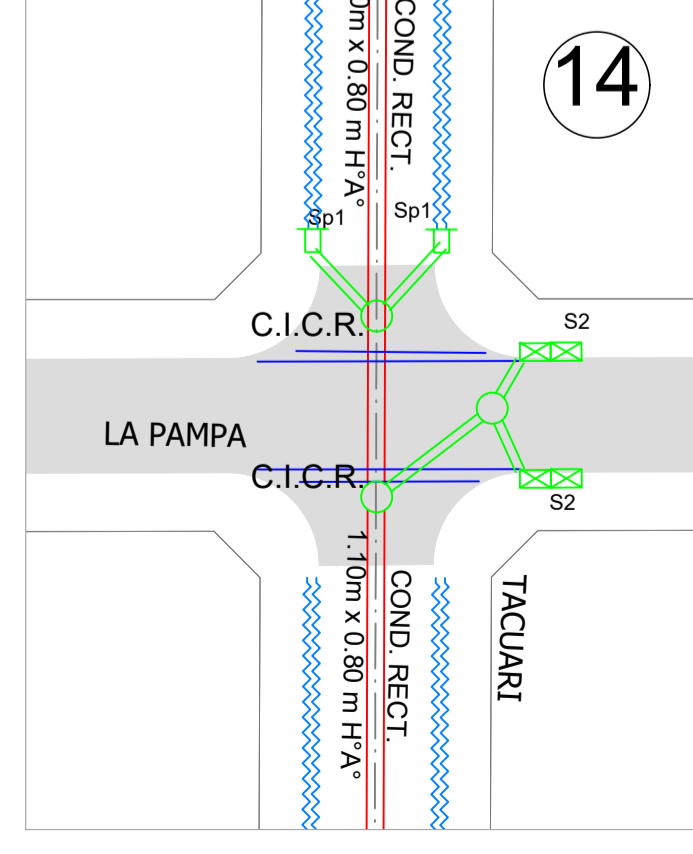 COND. RECT.
0m x 0.80 m H°A°
14
Sp1
Sp1
C.I.C.R.
S2
LA PAMPA
C.I.C.R.
S2
COND. RECT.
1.10m x 0.80 m H°A°
TACUARI